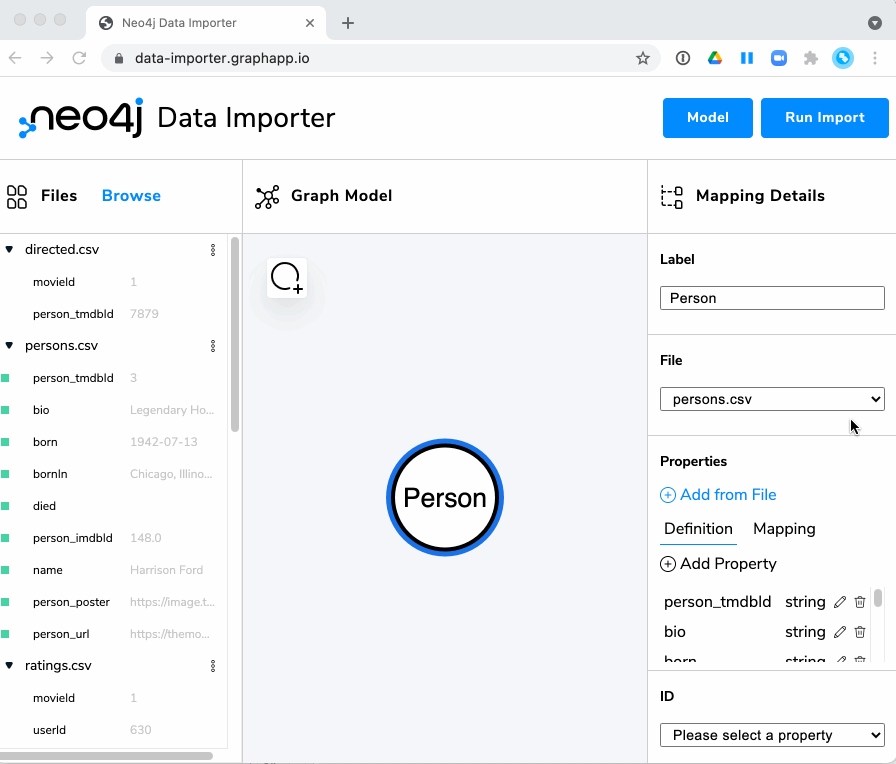 Neo4j Data Importer
data-importer.graphapp.io
neo4j Data Importer
Model
Run Import
Files Browse
directed.csv
movieId 1
person_tmdbId 7879
persons.csv
person_tmdbId 3
bio Legendary Ho...
born 1942-07-13
bornIn Chicago, Illino...
died
person_imdbId 148.0
name Harrison Ford
person_poster https://image.t...
person_url https://themo...
ratings.csv
movieId 1
userId 630
Graph Model
Person
Mapping Details
Label
Person
File
persons.csv
Properties
Add from File
Definition Mapping
Add Property
person_tmdbId string
bio string
born string
ID
Please select a property